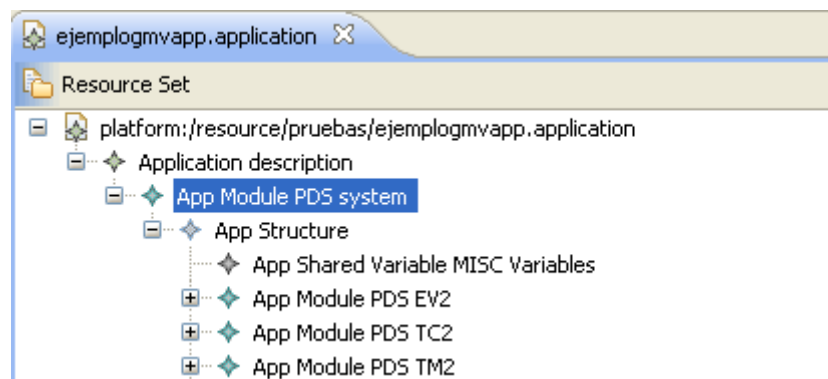 ejemplogmvapp.application
Resource Set
platform:/resource/pruebas/ejemplogmvapp.application
Application description
App Module PDS system
App Structure
App Shared Variable MISC Variables
App Module PDS EV2
App Module PDS TC2
App Module PDS TM2